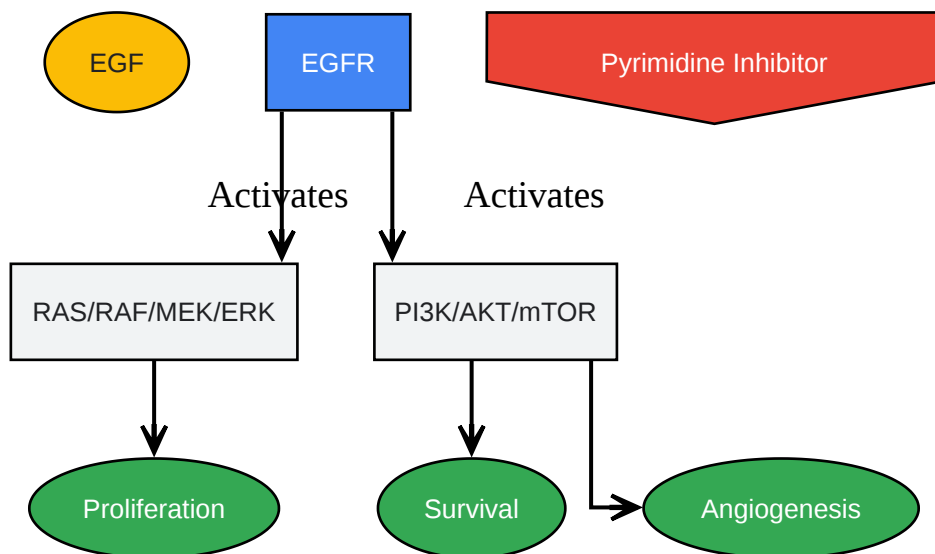 EGF
EGFR
Pyrimidine Inhibitor
Activates
Activates
RAS/RAF/MEK/ERK
PI3K/AKT/mTOR
Proliferation
Survival
Angiogenesis